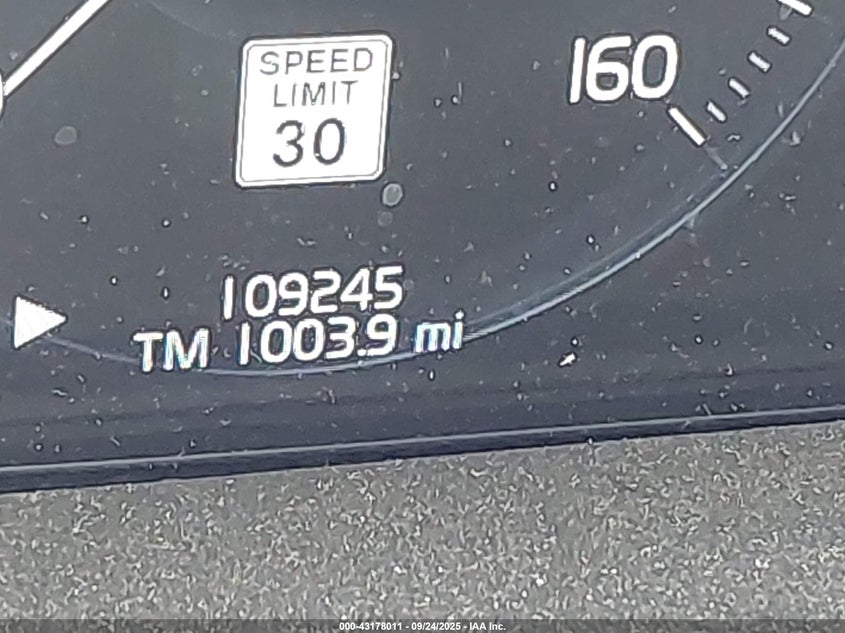 SPEED
LIMIT
30
160
109245
TM 1003.9 mi
000-43178011 - 09/24/2025 - IAA Inc.